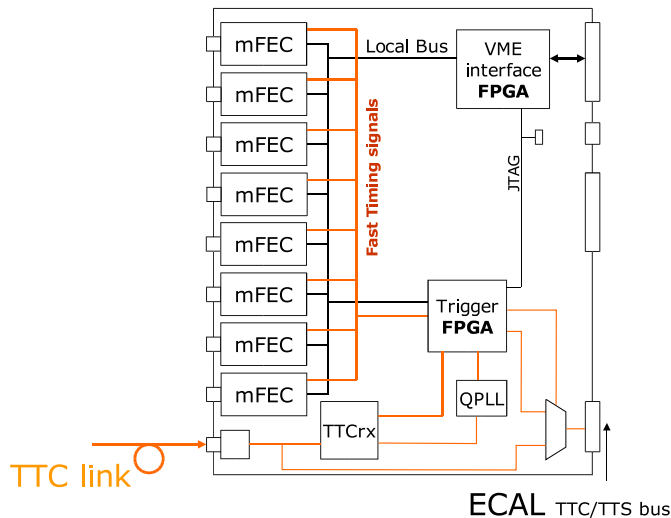 mFEC
mFEC
mFEC
mFEC
mFEC
mFEC
mFEC
mFEC
Local Bus
VME
interface
FPGA
Fast Timing signals
JTAG
Trigger
FPGA
QPLL
TTCrx
TTC link
ECAL TTC/TTS bus